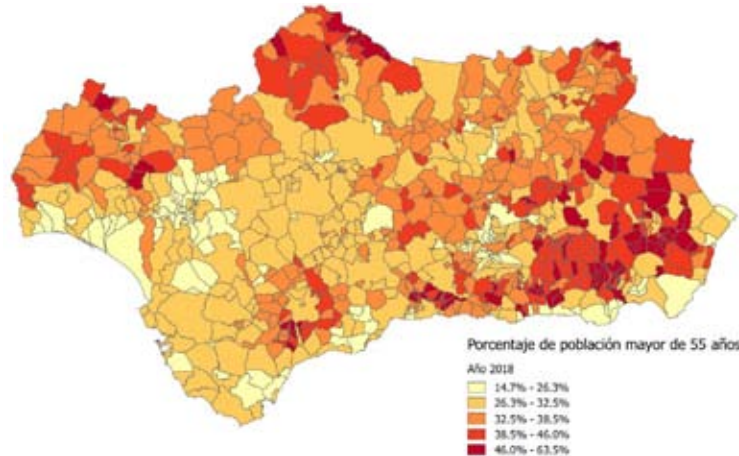 Porcentaje de población mayor de 55 años
Año 2018
14.7% - 26.3%
26.3% - 32.5%
32.5% - 38.5%
38.5% - 46.0%
46.0% - 63.5%